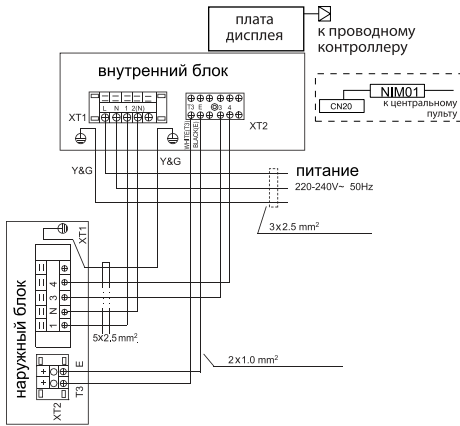 плата
дисплея
к проводному
контроллеру
внутренний блок
L N 1 2(N)
XT1
T3 E 3 4
XT2
WHITE(T3)
BLACK(E)
NIM01
CN20
к центральному
пульту
Y&G
Y&G
питание
220-240V~ 50Hz
3x2.5 mm²
наружный блок
XT1
4
3
N
1
5x2.5 mm²
2x1.0 mm²
E
T3
XT2